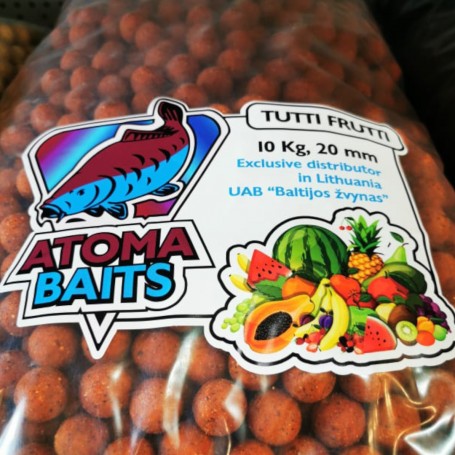 TUTTI FRUTTI
10 Kg, 20 mm
Exclusive distributor
in Lithuania
UAB "Baltijos žvynas"
ATOMA
BAITS